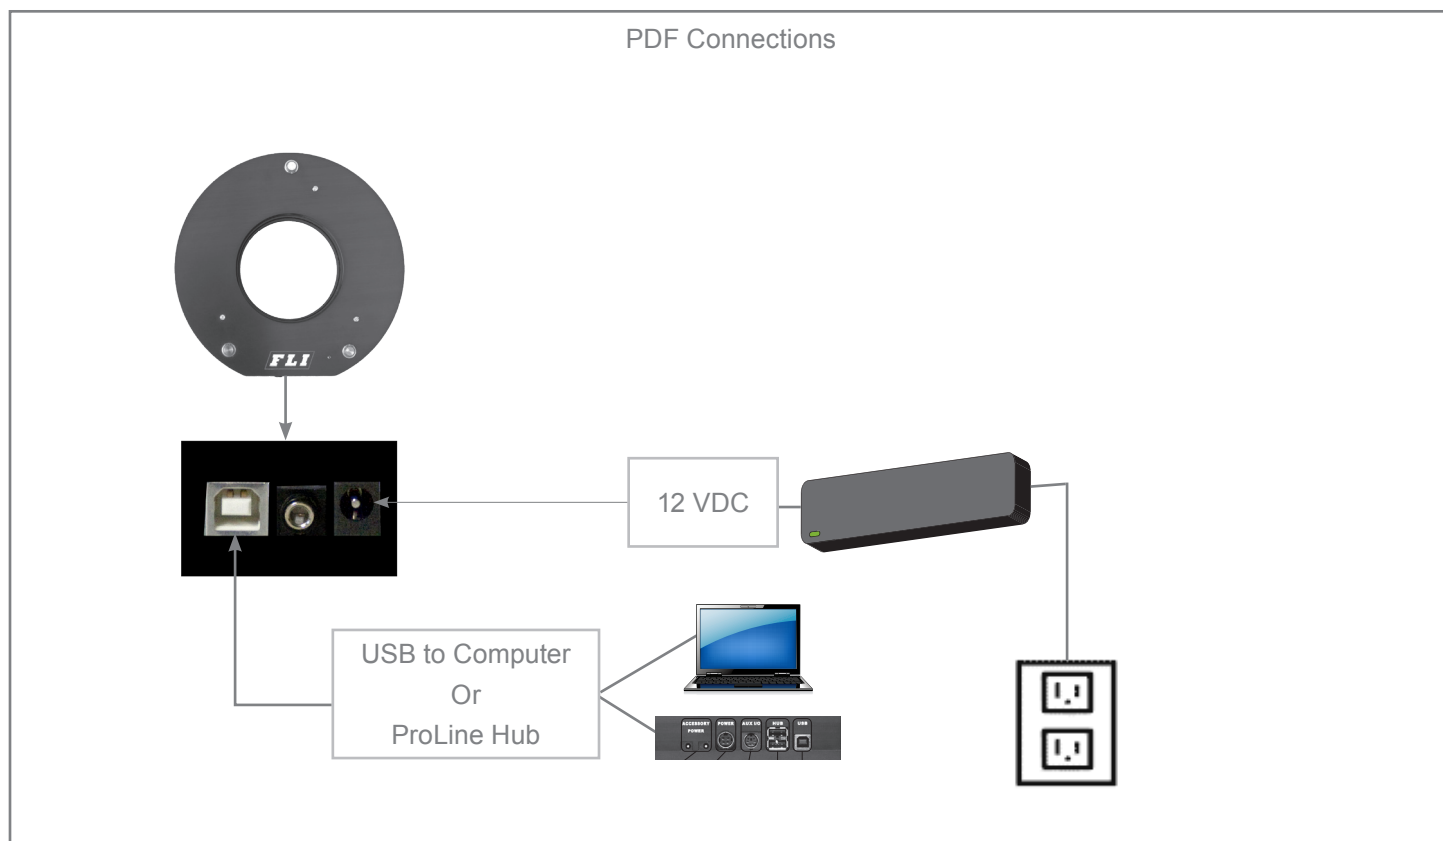 PDF Connections
FLI
12 VDC
USB to Computer
Or
ProLine Hub
ACCESSORY POWER AUX I/O HUB USB
POWER